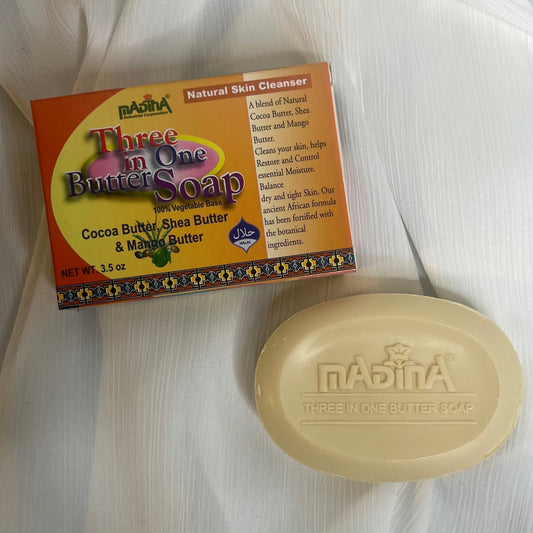 MADINA®
Industrial Corporation
Natural Skin Cleanser
Three
in One
Butter Soap
100% Vegetable Base
Cocoa Butter, Shea Butter
& Mango Butter
NET WT. 3.5 oz
A blend of Natural
Cocoa Butter, Shea
Butter and Mango
Butter.
Cleans your skin, helps
Restore and Control
essential Moisture.
Balance
dry and tight Skin. Our
ancient African formula
has been fortified with
the botanical
ingredients.
حلال
HALAL
MADINA®
THREE IN ONE BUTTER SOAP